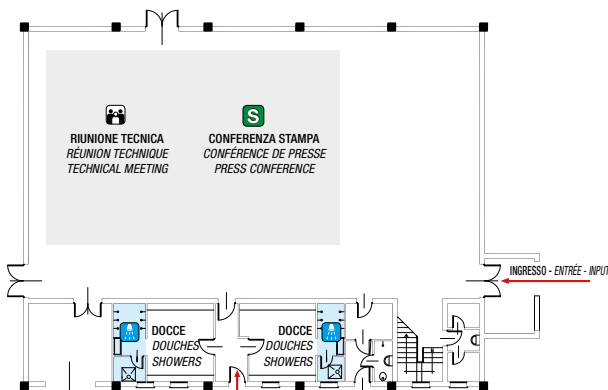 S
RIUNIONE TECNICA
RÉUNION TECHNIQUE
TECHNICAL MEETING
CONFERENZA STAMPA
CONFÉRENCE DE PRESSE
PRESS CONFERENCE
INGRESSO - ENTRÉE - INPUT
DOCCE
DOUCHES
SHOWERS
DOCCE
DOUCHES
SHOWERS